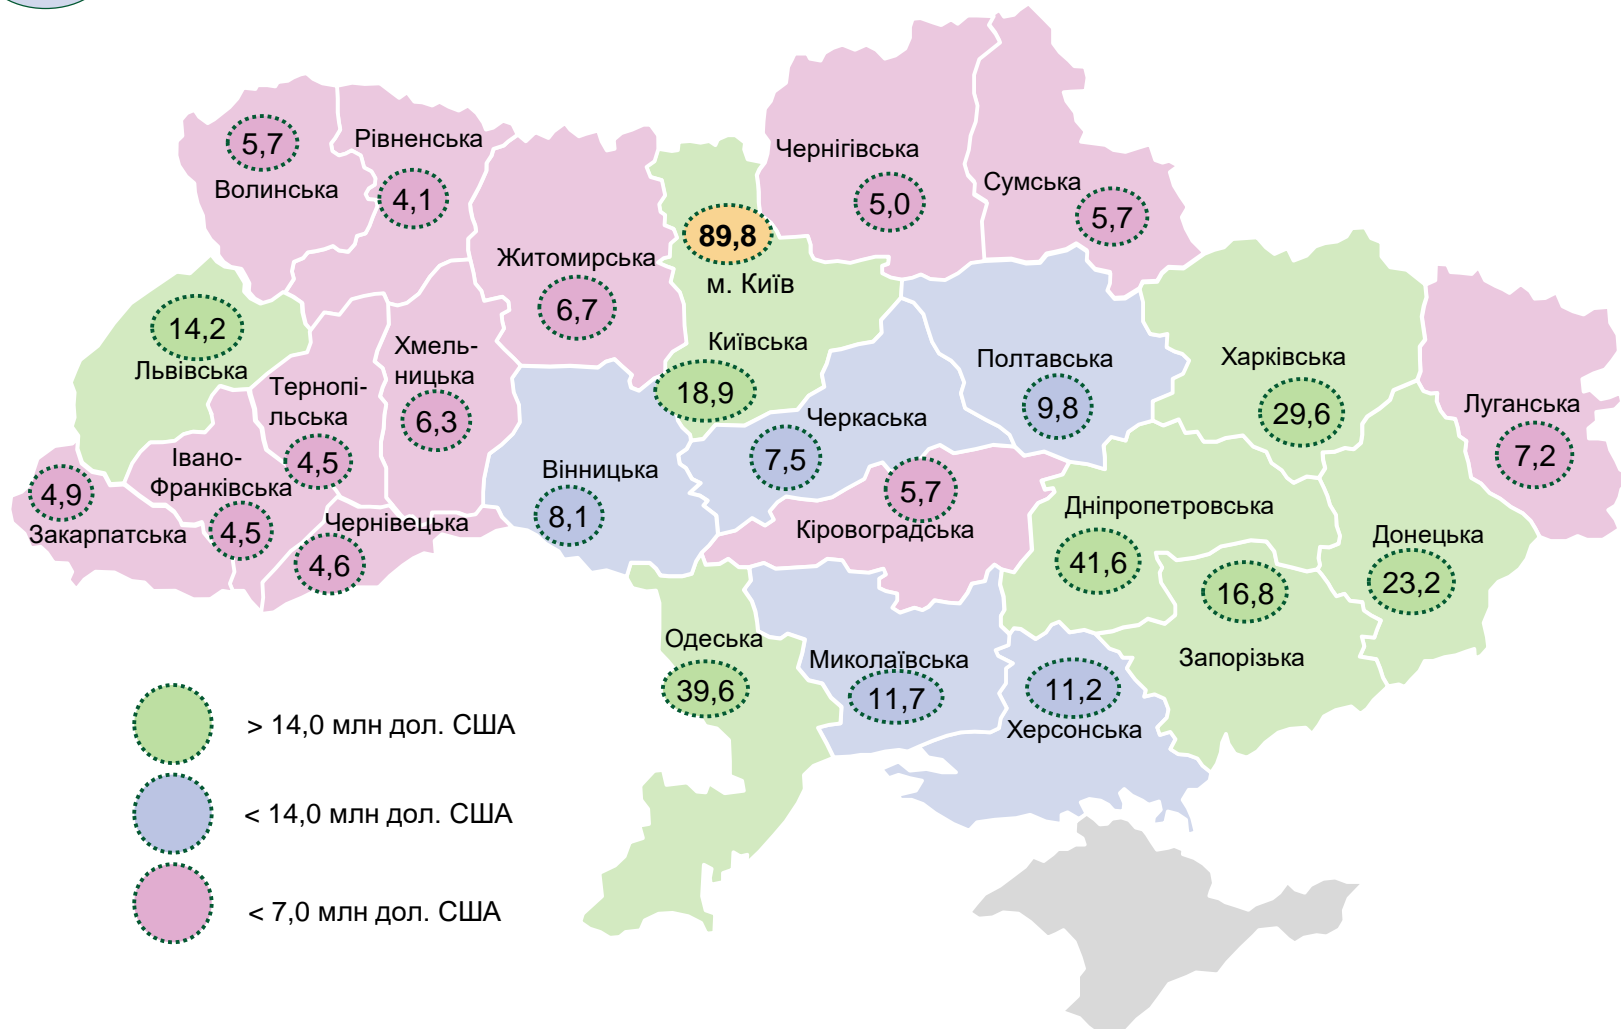 5,7
Волинська
Рівненська
4,1
Житомирська
6,7
89,8
м. Київ
Київська
18,9
Чернігівська
5,0
Сумська
5,7
14,2
Львівська
Тернопі-
льська
4,5
Хмель-
ницька
6,3
Івано-
Франківська
4,5
4,9
Закарпатська
Чернівецька
4,6
Вінницька
8,1
Черкаська
7,5
Полтавська
9,8
Харківська
29,6
Луганська
7,2
5,7
Кіровоградська
Дніпропетровська
41,6
Донецька
23,2
16,8
Запорізька
Одеська
39,6
Миколаївська
11,7
11,2
Херсонська
> 14,0 млн дол. США
< 14,0 млн дол. США
< 7,0 млн дол. США